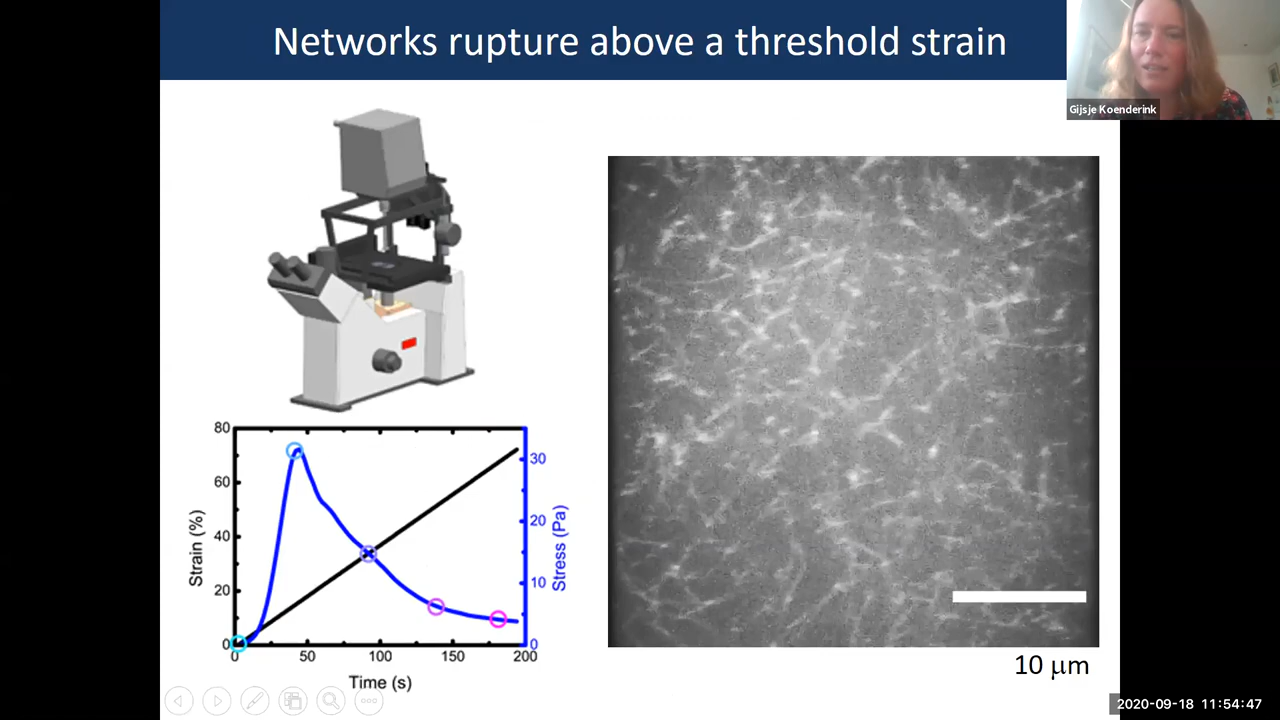 Networks rupture above a threshold strain
Gijsje Koenderink
80
60
40
20
0
Strain (%)
0
50
100
150
200
Time (s)
30
20
10
0
Stress (Pa)
10 μm
2020-09-18 11:54:47